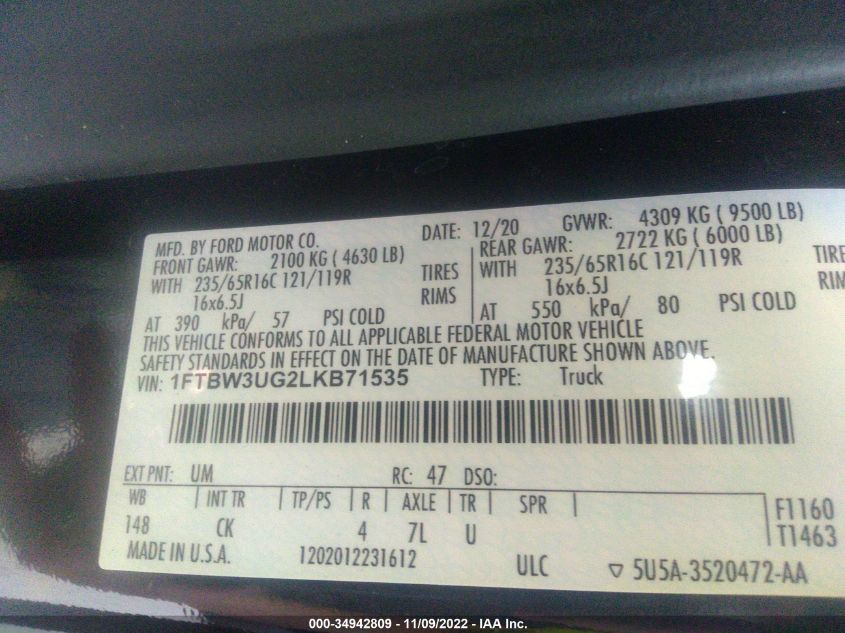 MFD. BY FORD MOTOR CO. DATE: 12/20 GVWR: 4309 KG ( 9500 LB)
FRONT GAWR: 2100 KG ( 4630 LB) REAR GAWR: 2722 KG ( 6000 LB)
WITH 235/65R16C 121/119R TIRES WITH 235/65R16C 121/119R TIRE
16x6.5J RIMS 16x6.5J RIM
AT 390 kPa/ 57 PSI COLD AT 550 kPa/ 80 PSI COLD
THIS VEHICLE CONFORMS TO ALL APPLICABLE FEDERAL MOTOR VEHICLE
SAFETY STANDARDS IN EFFECT ON THE DATE OF MANUFACTURE SHOWN ABOVE.
VIN: 1FTBW3UG2LKB71535 TYPE: Truck
EXT PNT: UM RC: 47 DSO:
WB INT TR TP/PS R AXLE TR SPR F1160
148 CK 4 7L U T1463
MADE IN U.S.A. 1202012231612 ULC ▽ 5U5A-3520472-AA
000-34942809 - 11/09/2022 - IAA Inc.